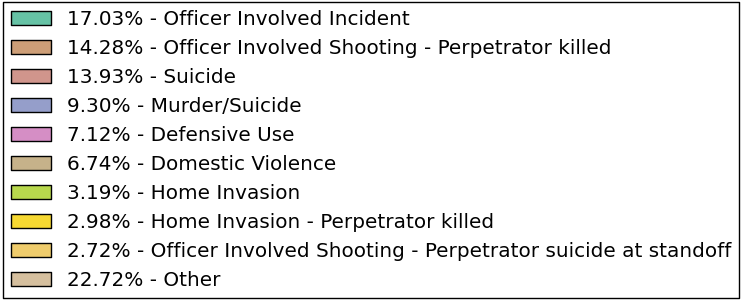 17.03% - Officer Involved Incident
14.28% - Officer Involved Shooting - Perpetrator killed
13.93% - Suicide
9.30% - Murder/Suicide
7.12% - Defensive Use
6.74% - Domestic Violence
3.19% - Home Invasion
2.98% - Home Invasion - Perpetrator killed
2.72% - Officer Involved Shooting - Perpetrator suicide at standoff
22.72% - Other